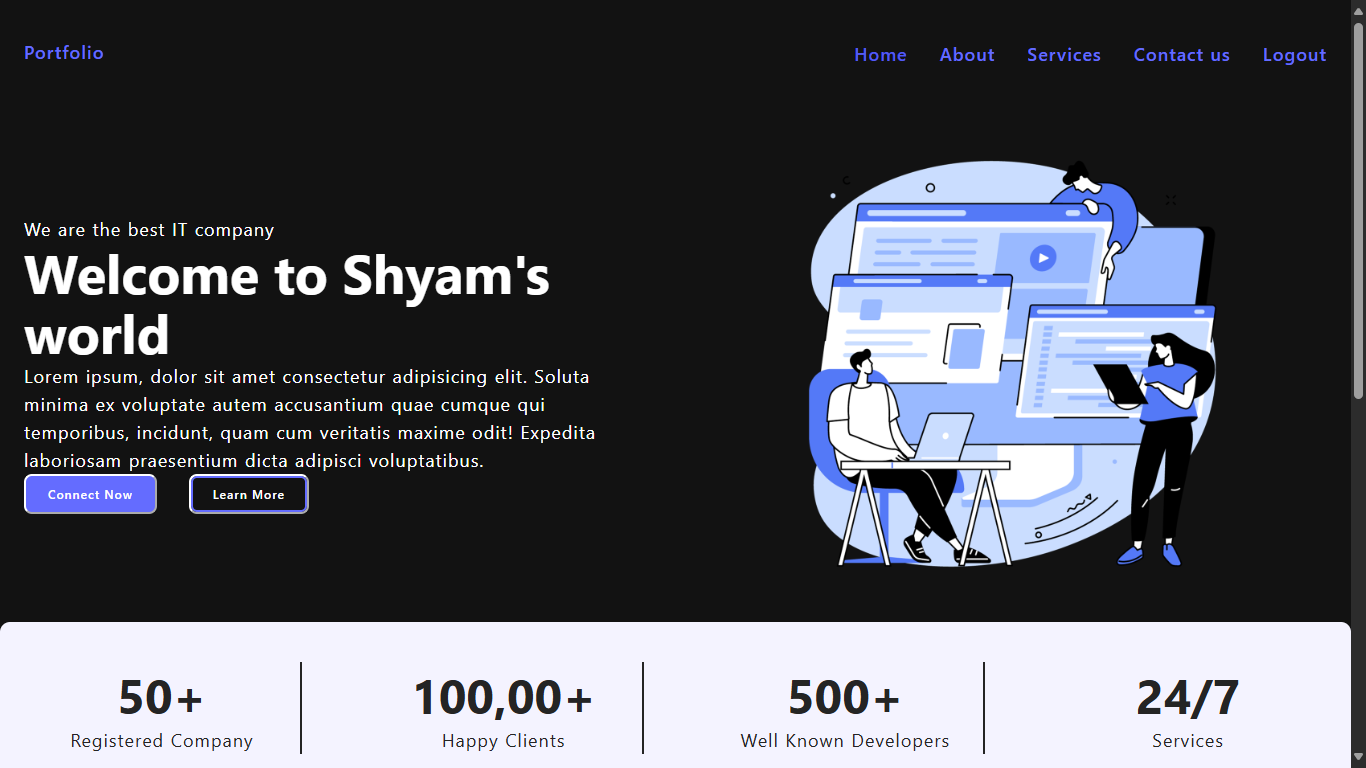 Portfolio
Home About Services Contact us Logout
We are the best IT company
Welcome to Shyam's
world
Lorem ipsum, dolor sit amet consectetur adipisicing elit. Soluta
minima ex voluptate autem accusantium quae cumque qui
temporibus, incidunt, quam cum veritatis maxime odit! Expedita
laboriosam praesentium dicta adipisci voluptatibus.
Connect Now Learn More
50+ 100,00+ 500+ 24/7
Registered Company Happy Clients Well Known Developers Services